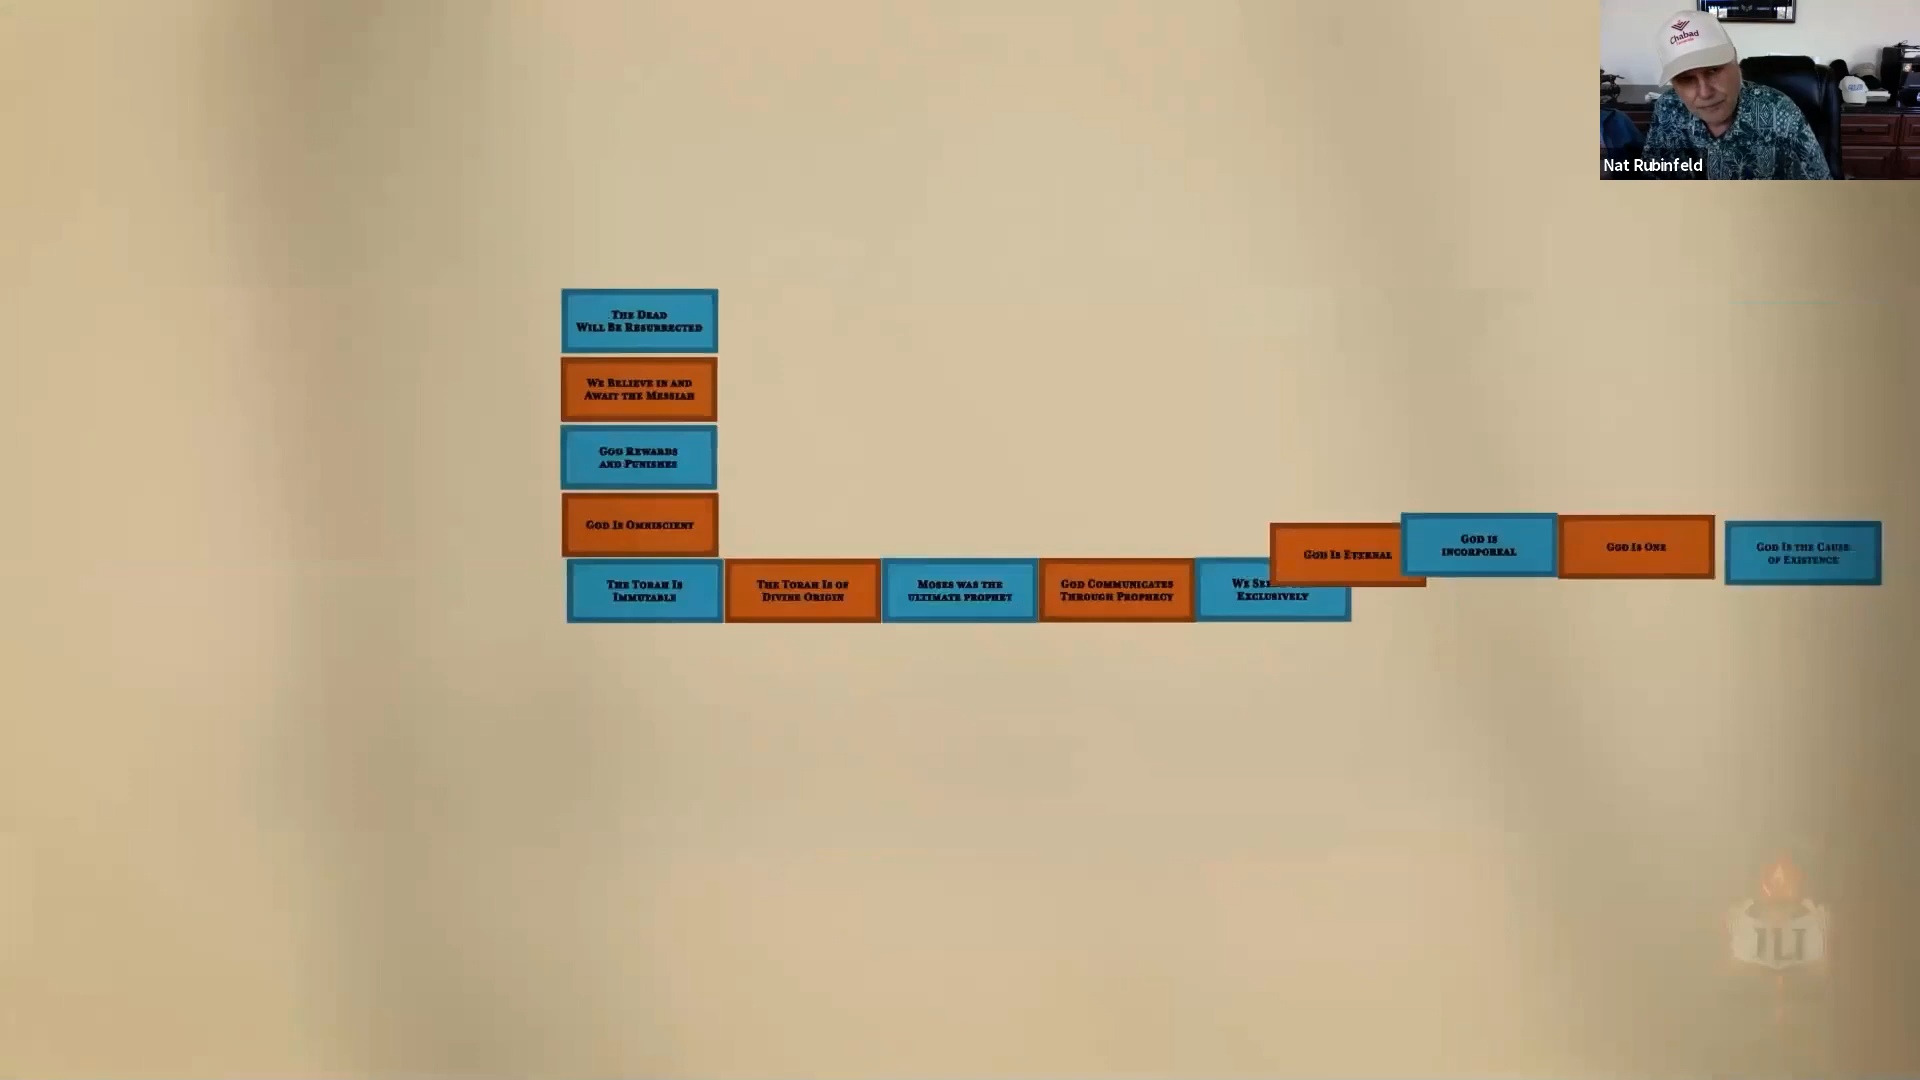 Chabad
Nat Rubinfeld
THE DEAD
WILL BE RESURRECTED
WE BELIEVE IN AND
AWAIT THE MESSIAH
GOD REWARDS
AND PUNISHES
GOD IS OMNISCIENT
THE TORAH IS
IMMUTABLE
THE TORAH IS OF
DIVINE ORIGIN
MOSES WAS THE
ULTIMATE PROPHET
GOD COMMUNICATES
THROUGH PROPHECY
WE
EXCLUSIVELY
GOD IS ETERNAL
GOD IS
INCORPOREAL
GOD IS ONE
GOD IS THE CAUSE
OF EXISTENCE
JLI